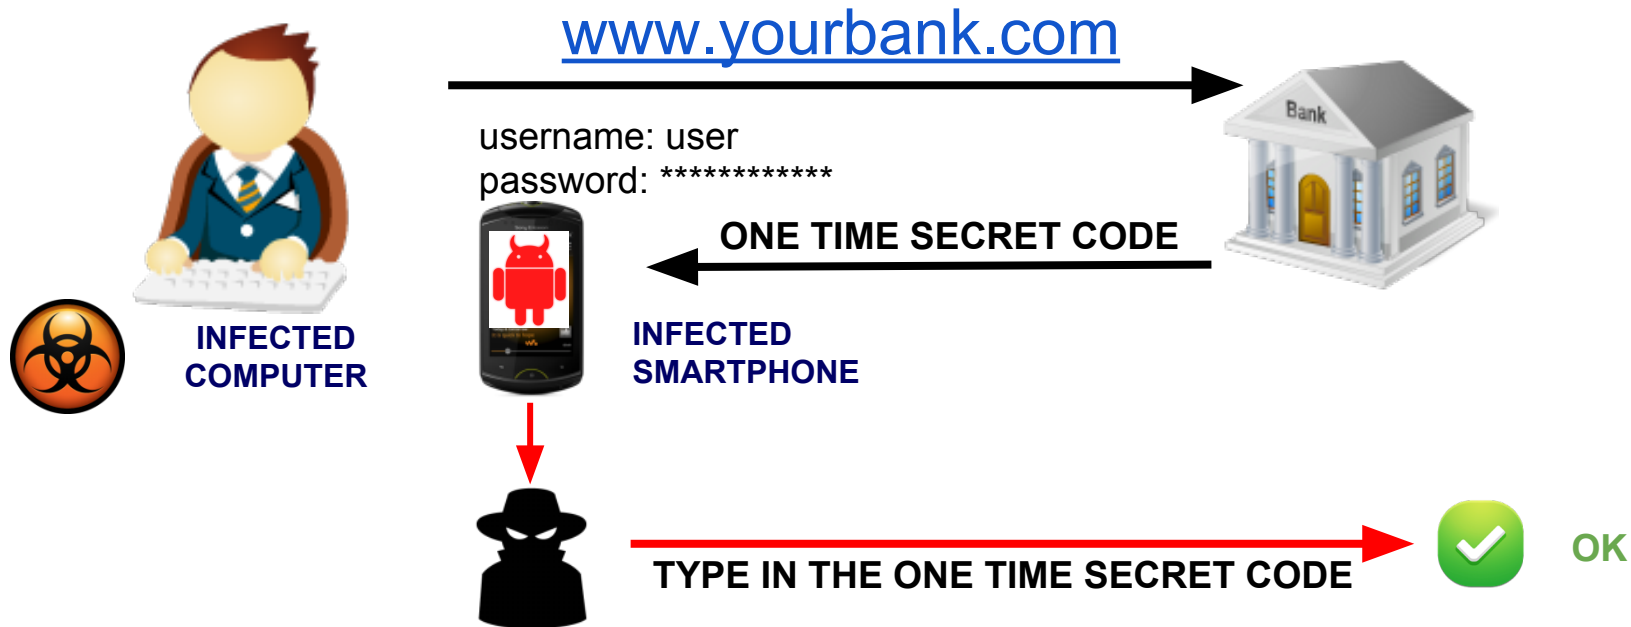 www.yourbank.com
Bank
username: user
password: ************
ONE TIME SECRET CODE
INFECTED
COMPUTER
INFECTED
SMARTPHONE
TYPE IN THE ONE TIME SECRET CODE
OK